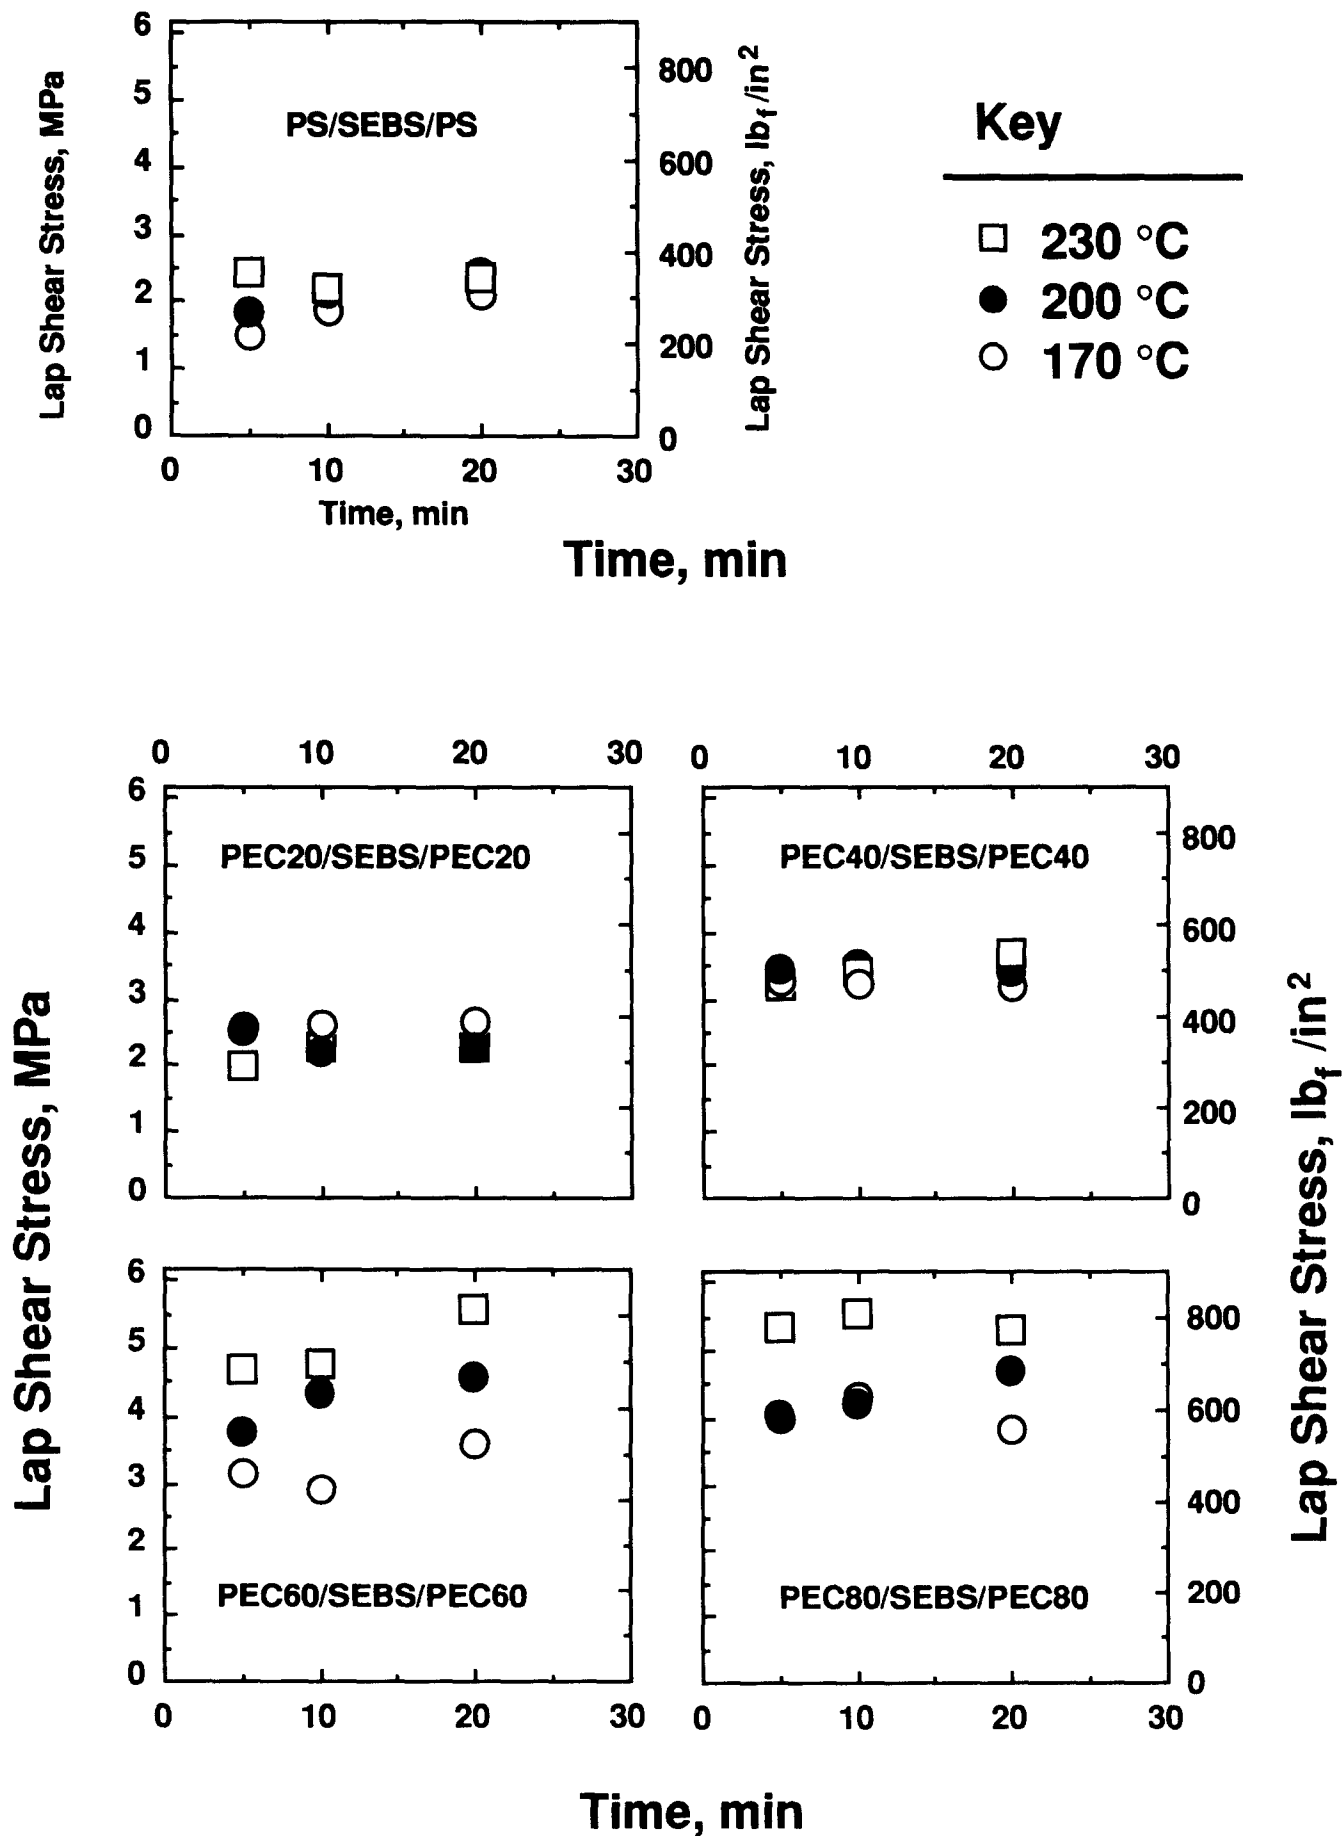 6
5
4
3
2
1
0
Lap Shear Stress, MPa
PS/SEBS/PS
800
600
400
200
0
Lap Shear Stress, lbf/in2
0 10 20 30
Time, min
Key
230 °C
200 °C
170 °C
Time, min
0 10 20 30
0 10 20 30
Lap Shear Stress, MPa
6
5
4
3
2
1
0
PEC20/SEBS/PEC20
PEC40/SEBS/PEC40
800
600
400
200
0
6
5
4
3
2
1
0
PEC60/SEBS/PEC60
PEC80/SEBS/PEC80
800
600
400
200
0
Lap Shear Stress, lbf/in2
0 10 20 30
0 10 20 30
Time, min